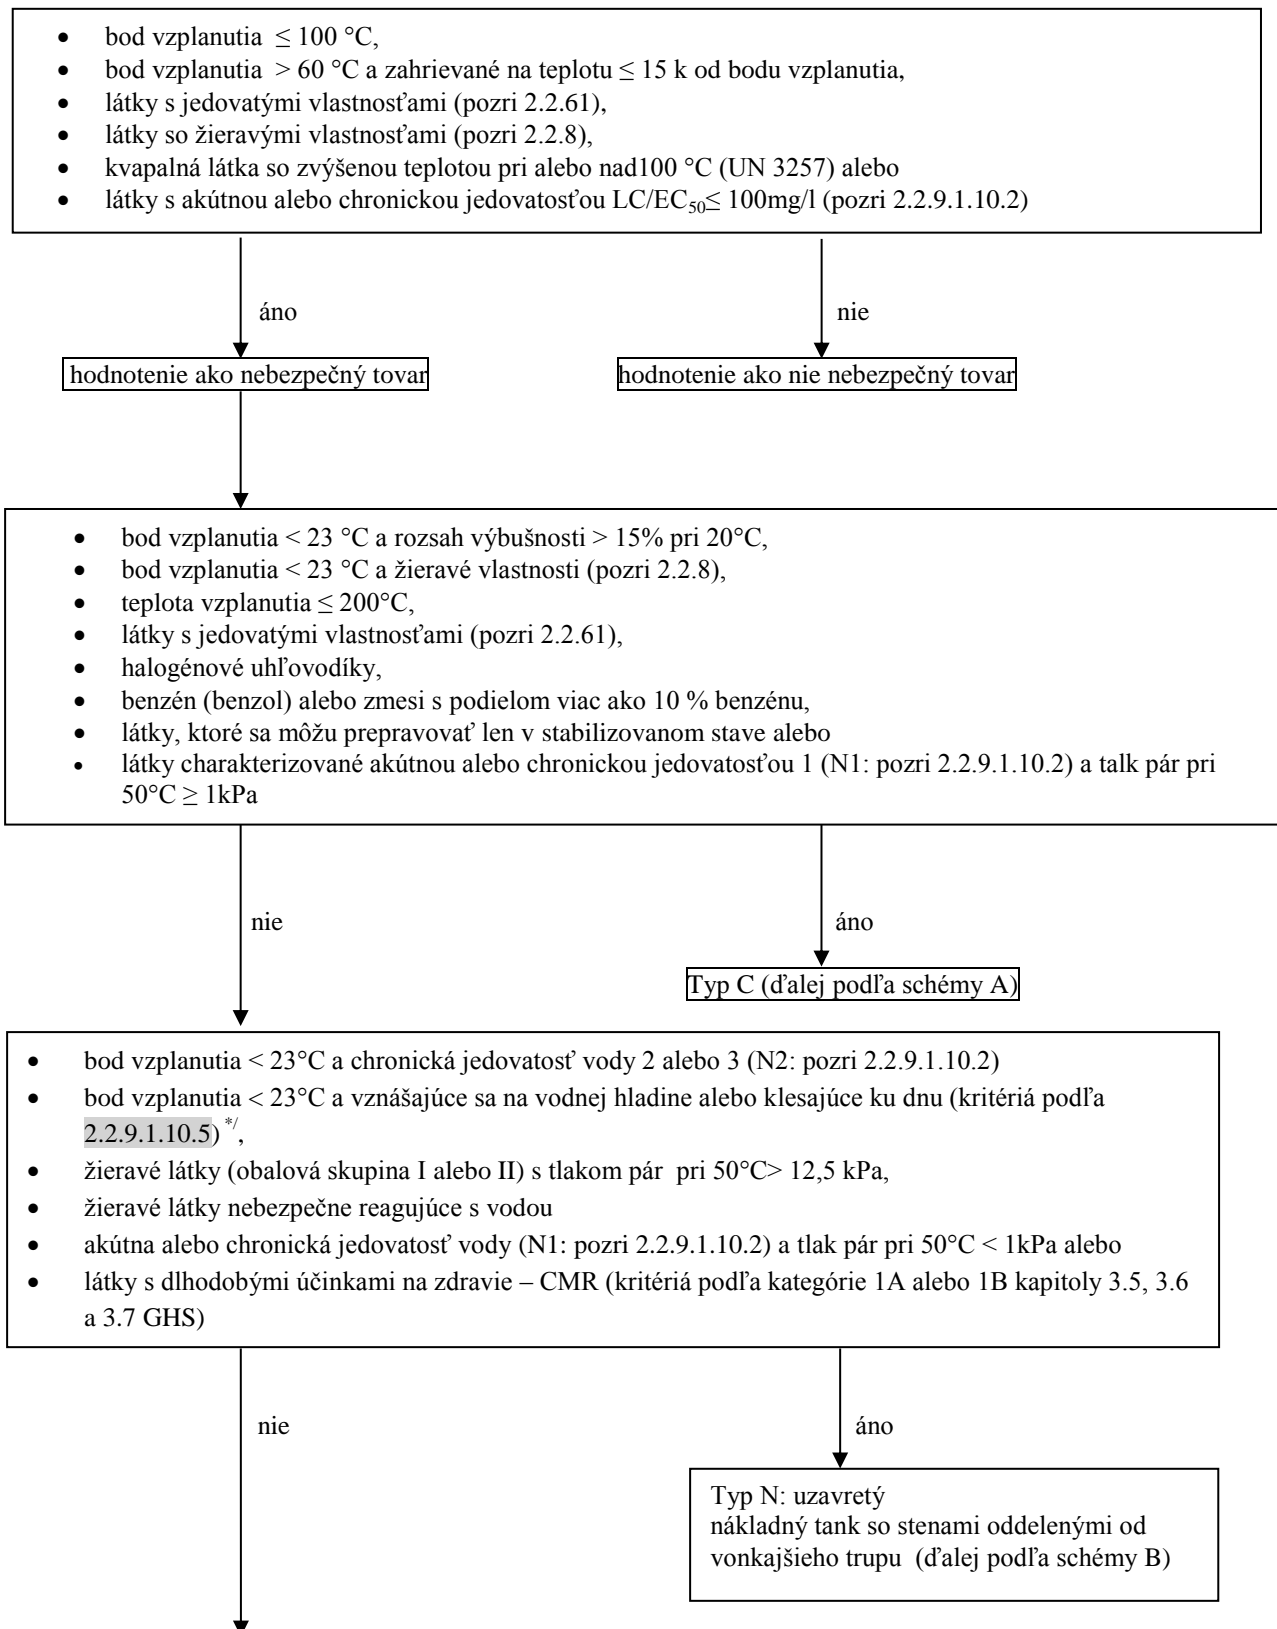 • bod vzplanutia ≤ 100 °C,
• bod vzplanutia > 60 °C a zahrievané na teplotu ≤ 15 k od bodu vzplanutia,
• látky s jedovatými vlastnosťami (pozri 2.2.61),
• látky so žieravými vlastnosťami (pozri 2.2.8),
• kvapalná látka so zvýšenou teplotou pri alebo nad100 °C (UN 3257) alebo
• látky s akútnou alebo chronickou jedovatosťou LC/EC50≤ 100mg/l (pozri 2.2.9.1.10.2)
áno
nie
hodnotenie ako nebezpečný tovar
hodnotenie ako nie nebezpečný tovar
• bod vzplanutia < 23 °C a rozsah výbušnosti > 15% pri 20°C,
• bod vzplanutia < 23 °C a žieravé vlastnosti (pozri 2.2.8),
• teplota vzplanutia ≤ 200°C,
• látky s jedovatými vlastnosťami (pozri 2.2.61),
• halogénové uhľovodíky,
• benzén (benzol) alebo zmesi s podielom viac ako 10 % benzénu,
• látky, ktoré sa môžu prepravovať len v stabilizovanom stave alebo
• látky charakterizované akútnou alebo chronickou jedovatosťou 1 (N1: pozri 2.2.9.1.10.2) a talk pár pri
50°C ≥ 1kPa
nie
áno
Typ C (ďalej podľa schémy A)
• bod vzplanutia < 23°C a chronická jedovatosť vody 2 alebo 3 (N2: pozri 2.2.9.1.10.2)
• bod vzplanutia < 23°C a vznášajúce sa na vodnej hladine alebo klesajúce ku dnu (kritériá podľa
2.2.9.1.10.5) */,
• žieravé látky (obalová skupina I alebo II) s tlakom pár pri 50°C> 12,5 kPa,
• žieravé látky nebezpečne reagujúce s vodou
• akútna alebo chronická jedovatosť vody (N1: pozri 2.2.9.1.10.2) a tlak pár pri 50°C < 1kPa alebo
• látky s dlhodobými účinkami na zdravie – CMR (kritériá podľa kategórie 1A alebo 1B kapitoly 3.5, 3.6
a 3.7 GHS)
nie
áno
Typ N: uzavretý
nákladný tank so stenami oddelenými od
vonkajšieho trupu (ďalej podľa schémy B)